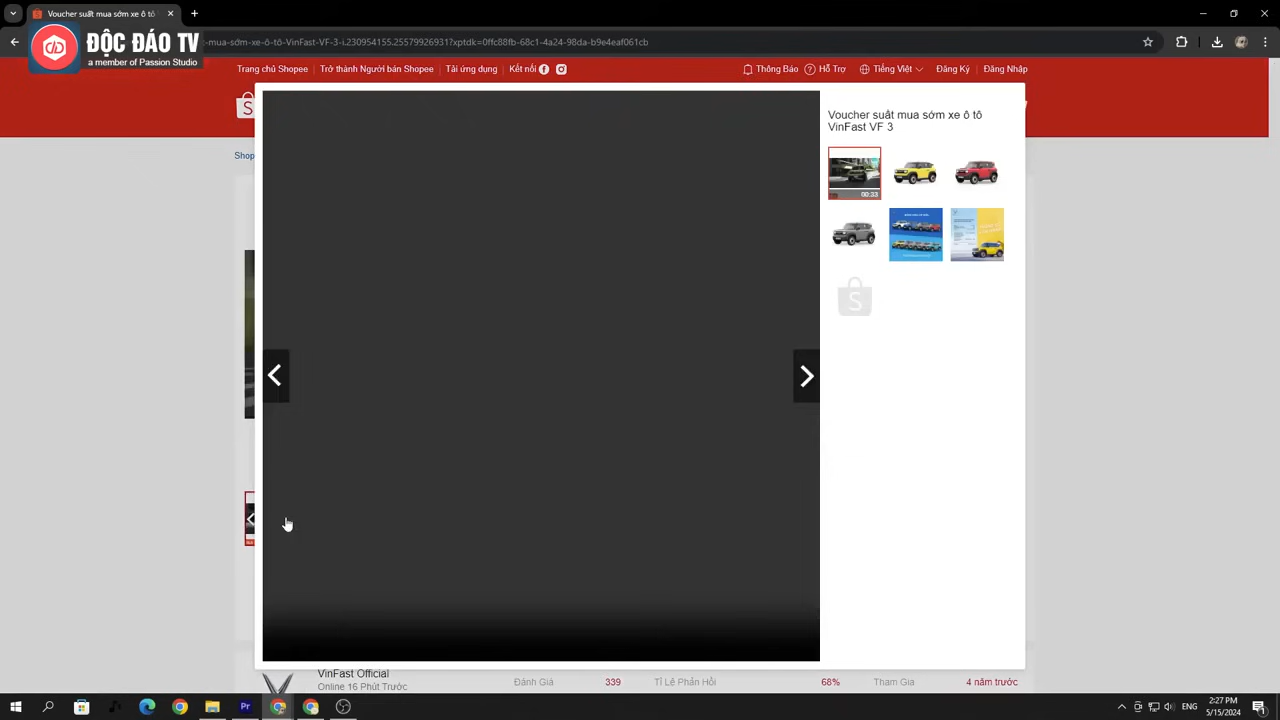 Voucher suất mua sớm xe ô tô
ĐỘC ĐÁO TV
a member of Passion Studio
-mua-sớm-xe-ô-tô-VinFast-VF-3-i.230954155.25579926931?xptdk=0ffc88fb-68c1-4a24-98da-b9e4eaf061cb
Trang chủ Shopee
Trở thành Người bán Shopee
Tải ứng dụng
Kết nối
Thông Báo
Hỗ Trợ
Tiếng Việt
Đăng Ký
Đăng Nhập
Shop
Voucher suất mua sớm xe ô tô
VinFast VF 3
00:33
S
VinFast Official
Online 16 Phút Trước
Đánh Giá
339
Tỉ Lệ Phản Hồi
68%
Tham Gia
4 năm trước
ENG
2:27 PM
5/15/2024